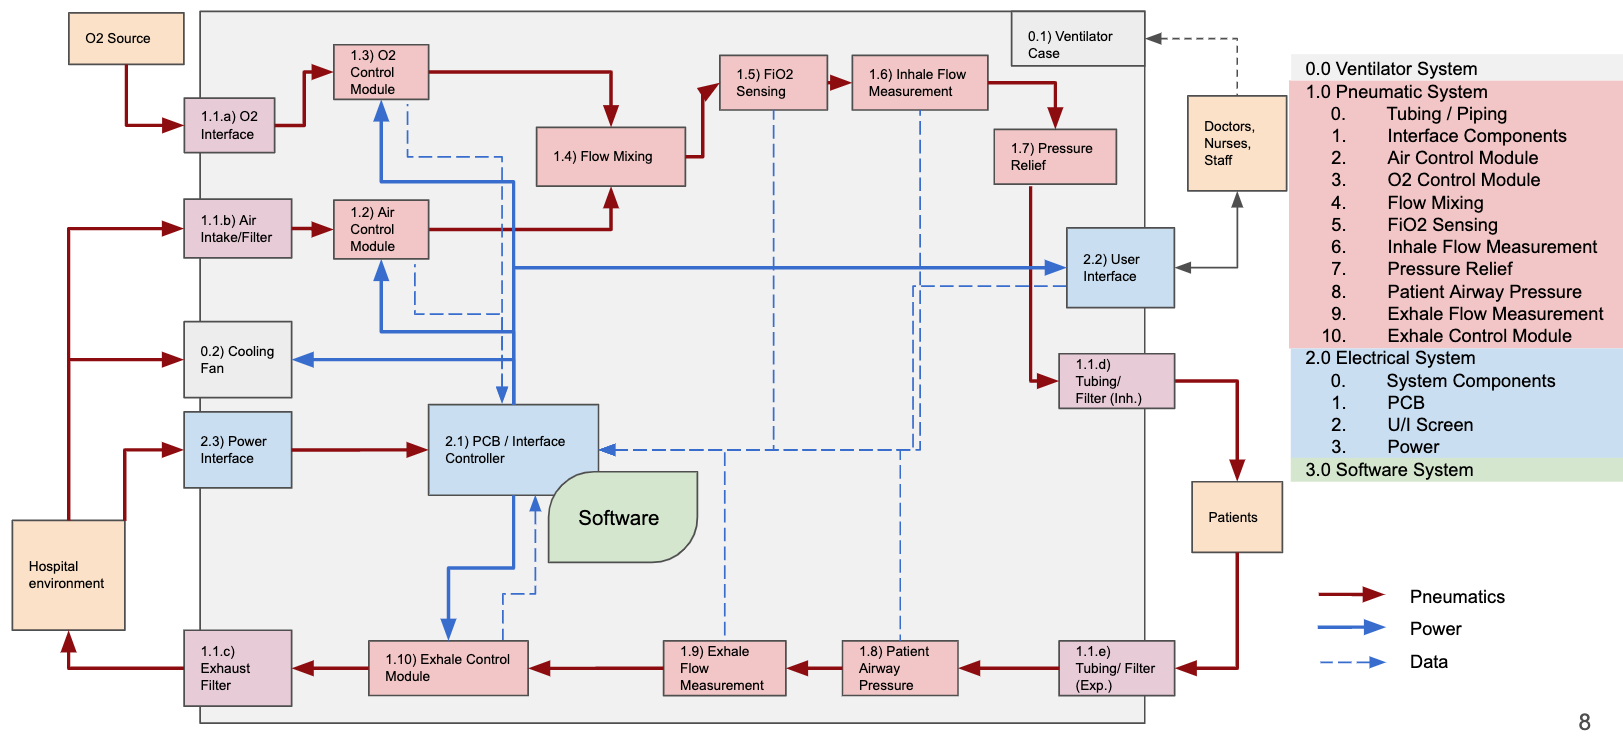 O2 Source
0.1) Ventilator
Case
1.3) O2
Control
Module
1.5) FiO2
Sensing
1.6) Inhale Flow
Measurement
1.1.a) O2
Interface
1.4) Flow Mixing
1.7) Pressure
Relief
Doctors,
Nurses,
Staff
1.1.b) Air
Intake/Filter
1.2) Air
Control
Module
2.2) User
Interface
0.2) Cooling
Fan
1.1.d)
Tubing/
Filter (Inh.)
2.3) Power
Interface
2.1) PCB / Interface
Controller
Software
Patients
Hospital
environment
1.1.c)
Exhaust
Filter
1.10) Exhale Control
Module
1.9) Exhale
Flow
Measurement
1.8) Patient
Airway
Pressure
1.1.e)
Tubing/ Filter
(Exp.)
0.0 Ventilator System
1.0 Pneumatic System
0. Tubing / Piping
1. Interface Components
2. Air Control Module
3. O2 Control Module
4. Flow Mixing
5. FiO2 Sensing
6. Inhale Flow Measurement
7. Pressure Relief
8. Patient Airway Pressure
9. Exhale Flow Measurement
10. Exhale Control Module
2.0 Electrical System
0. System Components
1. PCB
2. U/I Screen
3. Power
3.0 Software System
Pneumatics
Power
Data
8